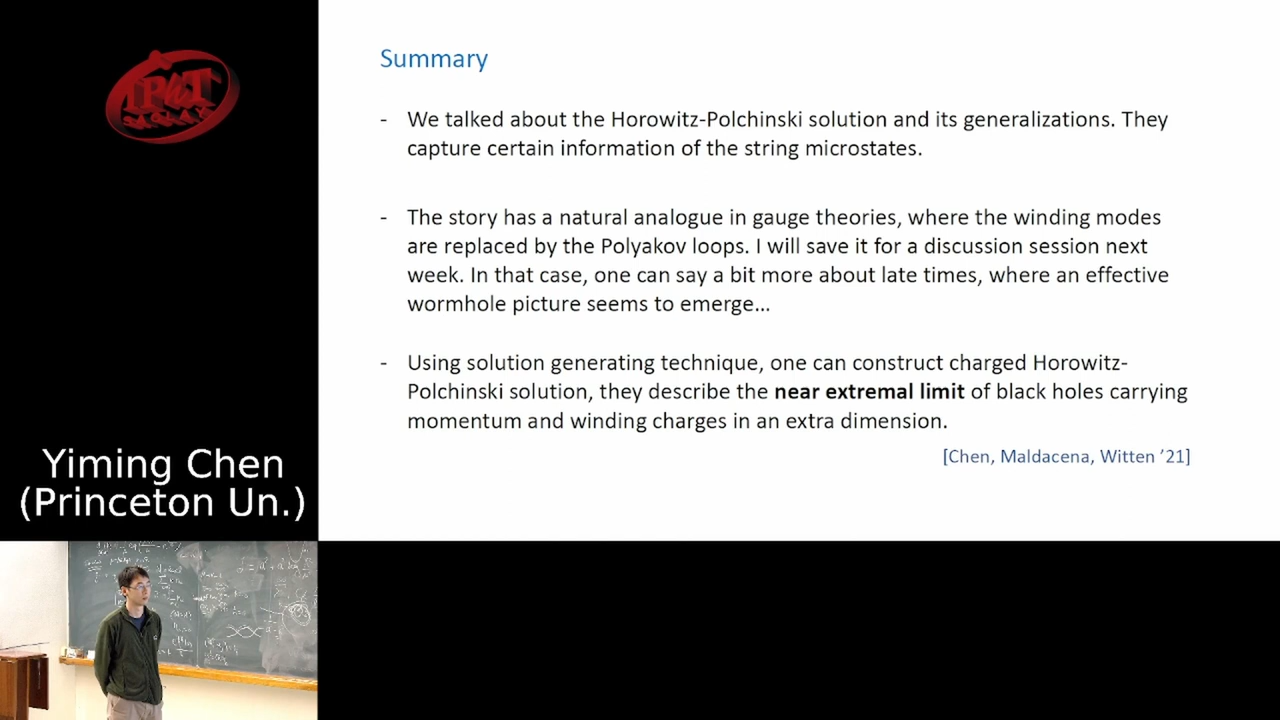 IPhT
SACLAY
Summary
- We talked about the Horowitz-Polchinski solution and its generalizations. They
capture certain information of the string microstates.
- The story has a natural analogue in gauge theories, where the winding modes
are replaced by the Polyakov loops. I will save it for a discussion session next
week. In that case, one can say a bit more about late times, where an effective
wormhole picture seems to emerge...
- Using solution generating technique, one can construct charged Horowitz-
Polchinski solution, they describe the near extremal limit of black holes carrying
momentum and winding charges in an extra dimension.
[Chen, Maldacena, Witten ’21]
Yiming Chen
(Princeton Un.)